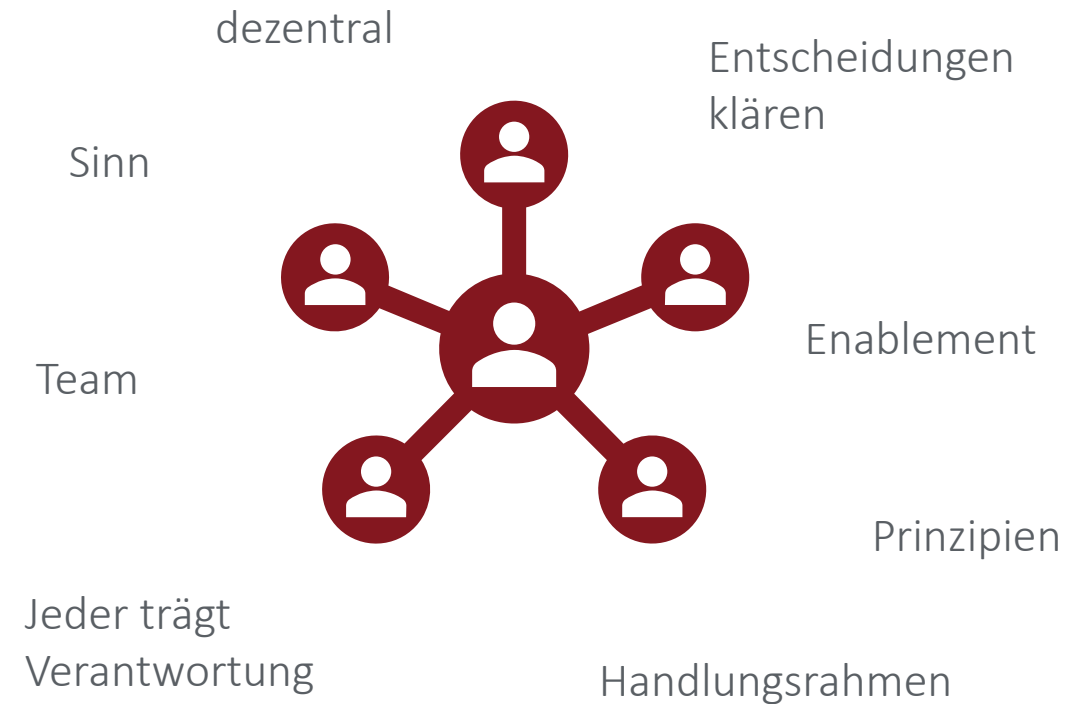 dezentral
Entscheidungen
klären
Sinn
Enablement
Team
Prinzipien
Jeder trägt
Verantwortung
Handlungsrahmen